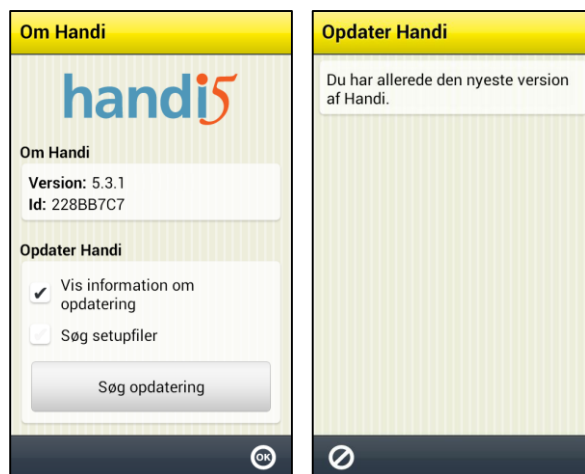 Om Handi
handi5
Om Handi
Version: 5.3.1
Id: 228BB7C7
Opdater Handi
Vis information om
opdatering
Søg setupfiler
Søg opdatering
OK
Opdater Handi
Du har allerede den nyeste version
af Handi.